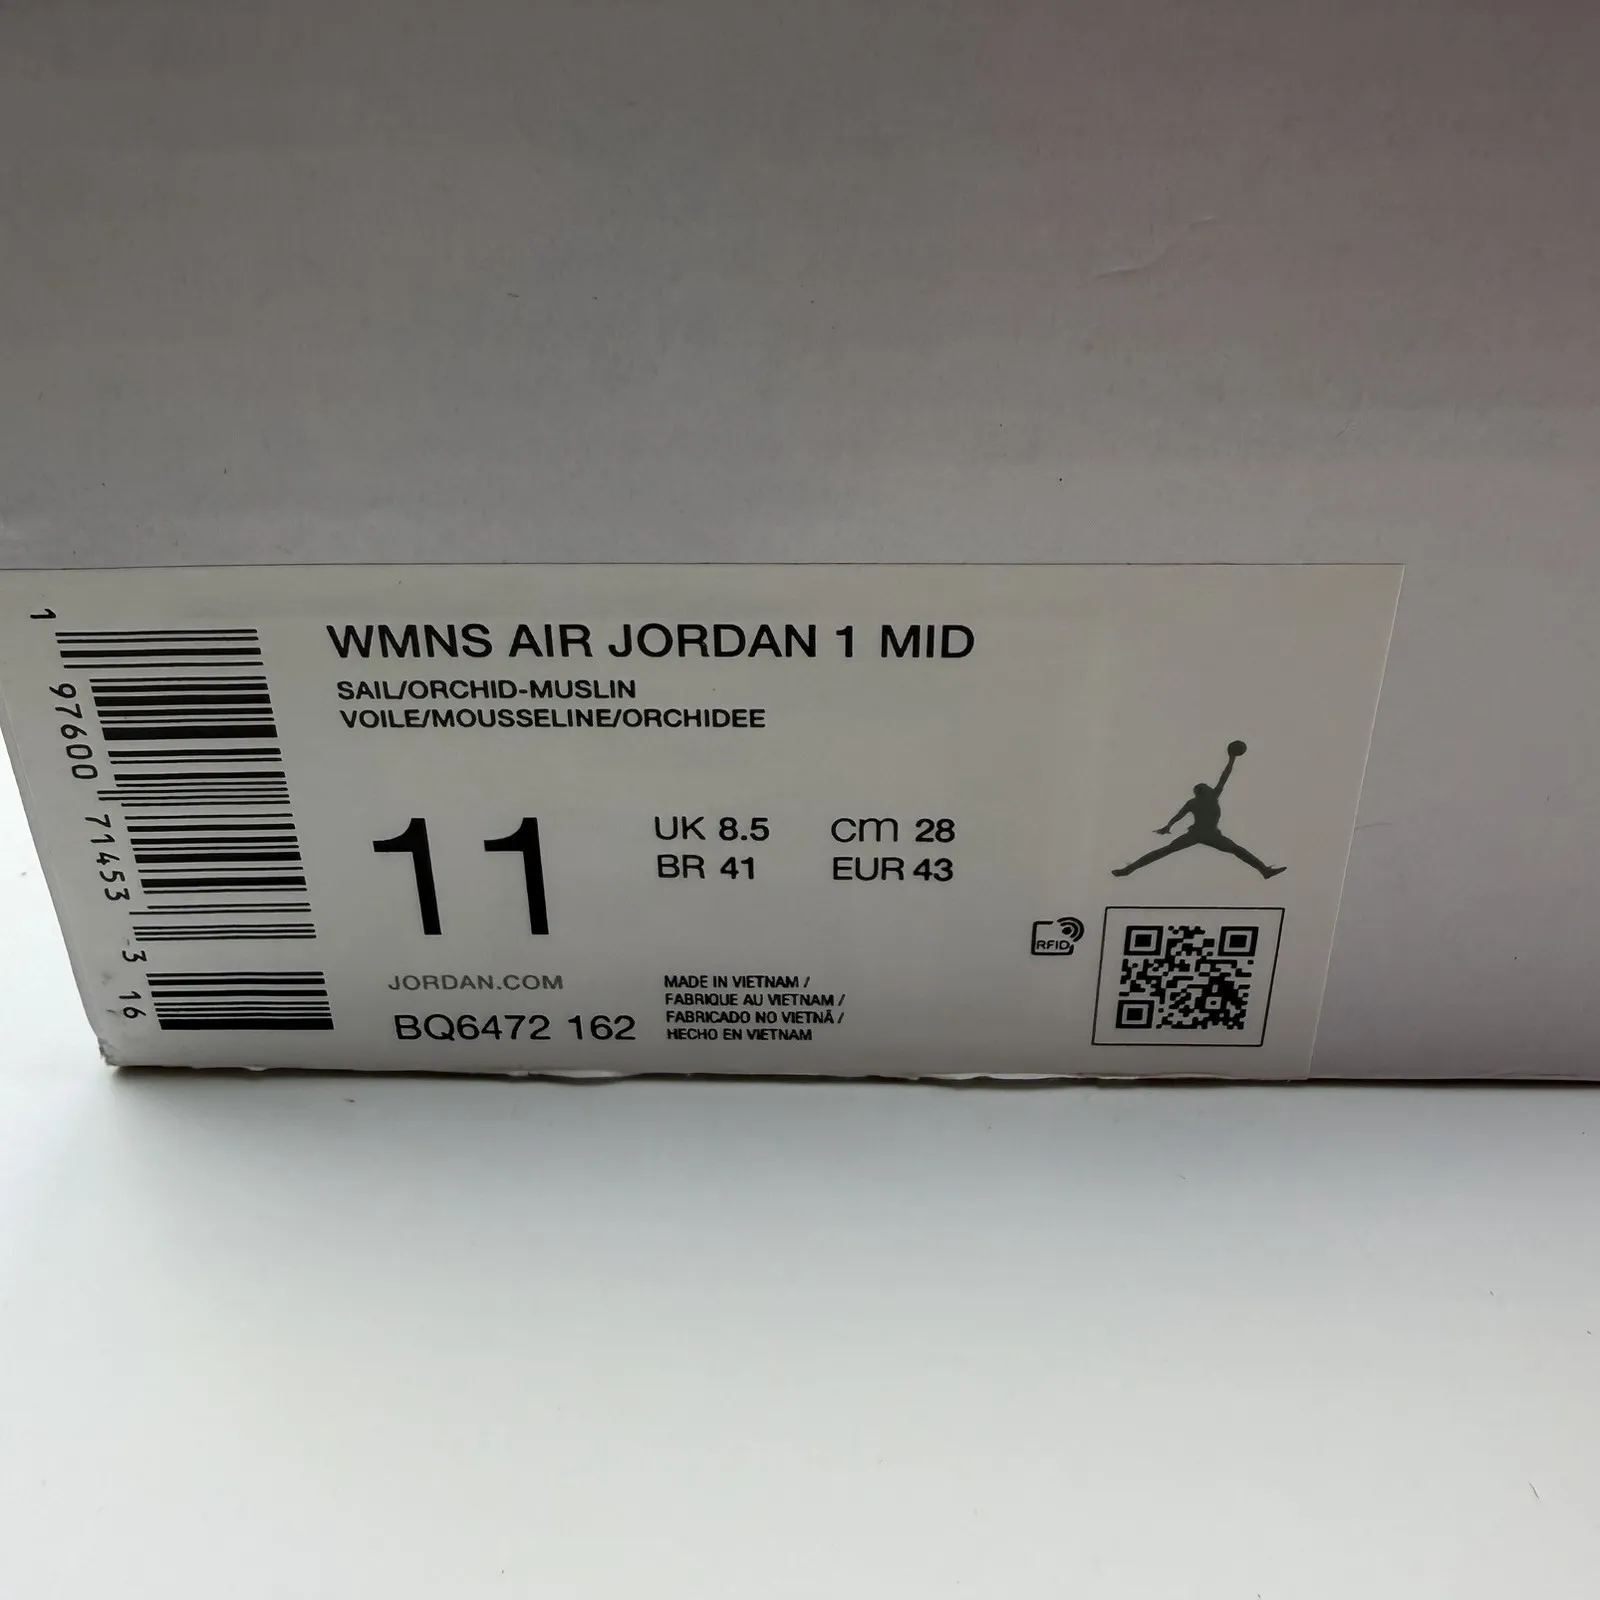 WMNS AIR JORDAN 1 MID
SAIL/ORCHID-MUSLIN
VOILE/MOUSSELINE/ORCHIDEE
11
UK 8.5
cm 28
BR 41
EUR 43
RFID
JORDAN.COM
BQ6472 162
MADE IN VIETNAM /
FABRIQUE AU VIETNAM /
FABRICADO NO VIETNÃ /
HECHO EN VIETNAM
1 97600 71453 3 16